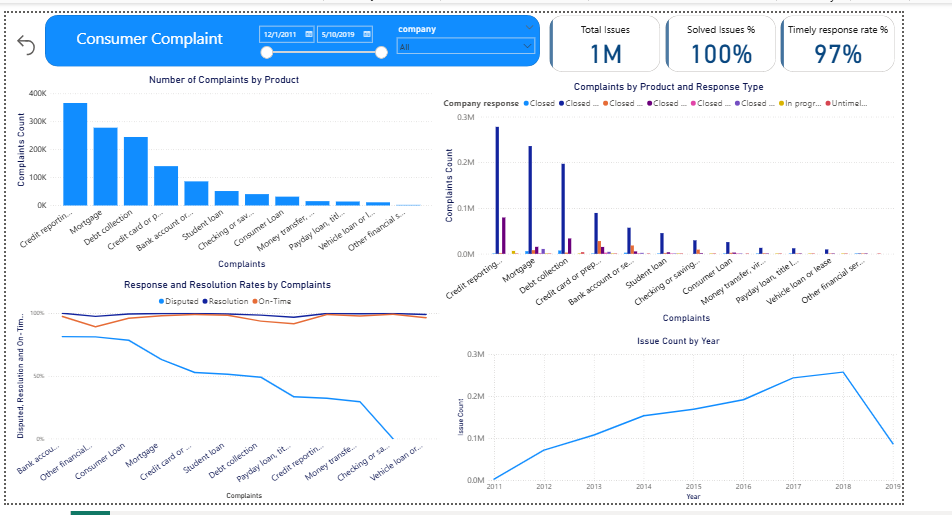 Consumer Complaint
12/1/2011
5/10/2019
company
All
Total Issues
1M
Solved Issues %
100%
Timely response rate %
97%
Number of Complaints by Product
Complaints Count
400K
300K
200K
100K
0K
Credit reportin...
Mortgage
Debt collection
Credit card or p...
Bank account or...
Student loan
Checking or sav...
Consumer Loan
Money transfer, ...
Payday loan, titl...
Vehicle loan or l...
Other financial s...
Complaints
Complaints by Product and Response Type
Company response Closed Closed ... Closed ... Closed ... Closed ... Closed ... In progr... Untimel...
Complaints Count
0.3M
0.2M
0.1M
0.0M
Credit reporting...
Mortgage
Debt collection
Credit card or prep...
Bank account or se...
Student loan
Checking or saving...
Consumer Loan
Money transfer, vir...
Payday loan, title l...
Vehicle loan or lease
Other financial ser...
Complaints
Response and Resolution Rates by Complaints
Disputed Resolution On-Time
Disputed, Resolution and On-Tim...
100%
50%
0%
Bank accou...
Other financial...
Consumer Loan
Mortgage
Credit card or ...
Student loan
Debt collection
Payday loan, tit...
Credit reportin...
Money transfe...
Checking or sa...
Vehicle loan or...
Complaints
Issue Count by Year
Issue Count
0.3M
0.2M
0.1M
0.0M
2011
2012
2013
2014
2015
2016
2017
2018
2019
Year